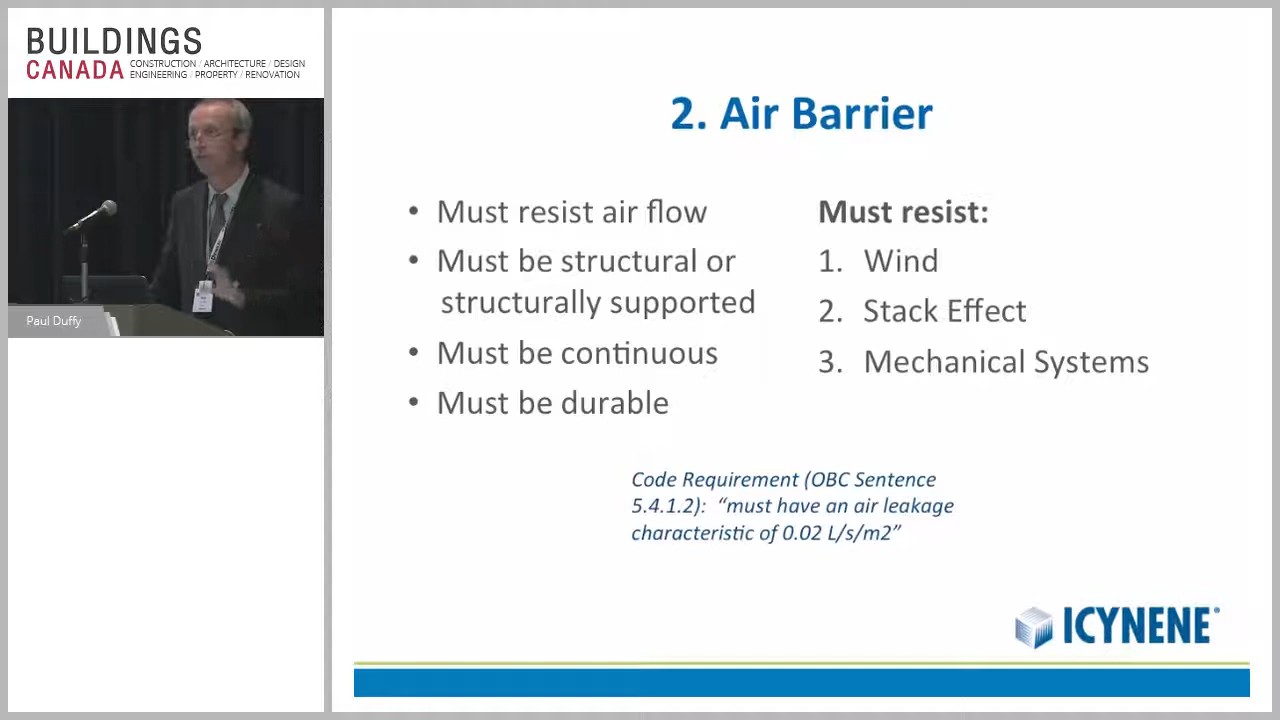 BUILDINGS
CANADA CONSTRUCTION / ARCHITECTURE / DESIGN
ENGINEERING / PROPERTY / RENOVATION
Paul Duffy
2. Air Barrier
• Must resist air flow
• Must be structural or
structurally supported
• Must be continuous
• Must be durable
Must resist:
1. Wind
2. Stack Effect
3. Mechanical Systems
Code Requirement (OBC Sentence
5.4.1.2): “must have an air leakage
characteristic of 0.02 L/s/m2”
ICYNENE®